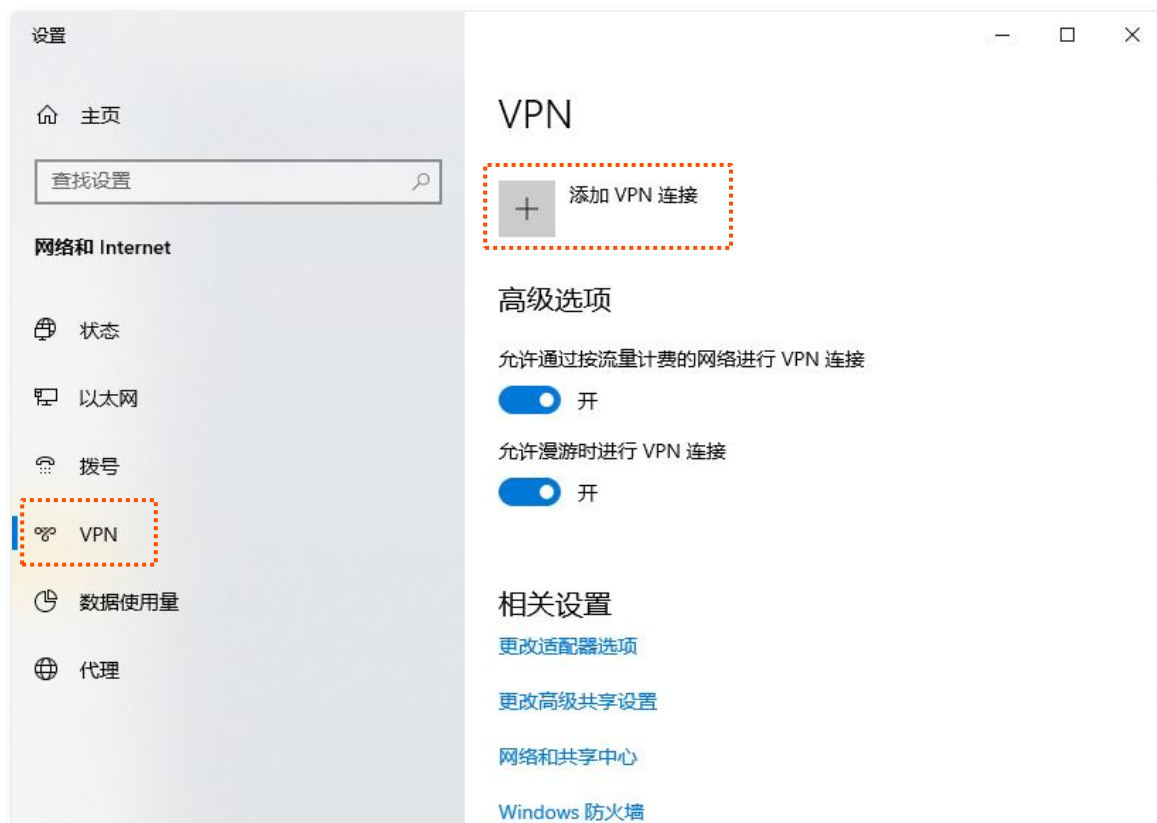 设置
主页
查找设置
网络和 Internet
状态
以太网
拨号
VPN
数据使用量
代理
VPN
添加 VPN 连接
高级选项
允许通过按流量计费的网络进行 VPN 连接
开
允许漫游时进行 VPN 连接
开
相关设置
更改适配器选项
更改高级共享设置
网络和共享中心
Windows 防火墙